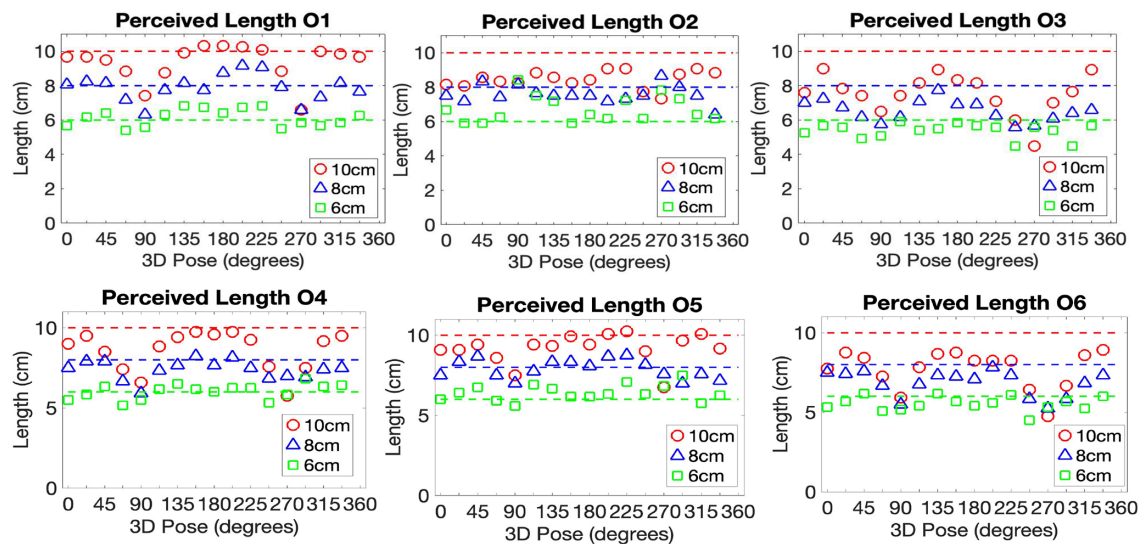 Perceived Length O1
Length (cm)
10
8
6
4
2
0
10cm
8cm
6cm
0 45 90 135 180 225 270 315 360
3D Pose (degrees)
Perceived Length O2
Length (cm)
10
8
6
4
2
0
10cm
8cm
6cm
0 45 90 135 180 225 270 315 360
3D Pose (degrees)
Perceived Length O3
Length (cm)
10
8
6
4
2
0
10cm
8cm
6cm
0 45 90 135 180 225 270 315 360
3D Pose (degrees)
Perceived Length O4
Length (cm)
10
5
0
10cm
8cm
6cm
0 45 90 135 180 225 270 315 360
3D Pose (degrees)
Perceived Length O5
Length (cm)
10
5
0
10cm
8cm
6cm
0 45 90 135 180 225 270 315 360
3D Pose (degrees)
Perceived Length O6
Length (cm)
10
5
0
10cm
8cm
6cm
0 45 90 135 180 225 270 315 360
3D Pose (degrees)